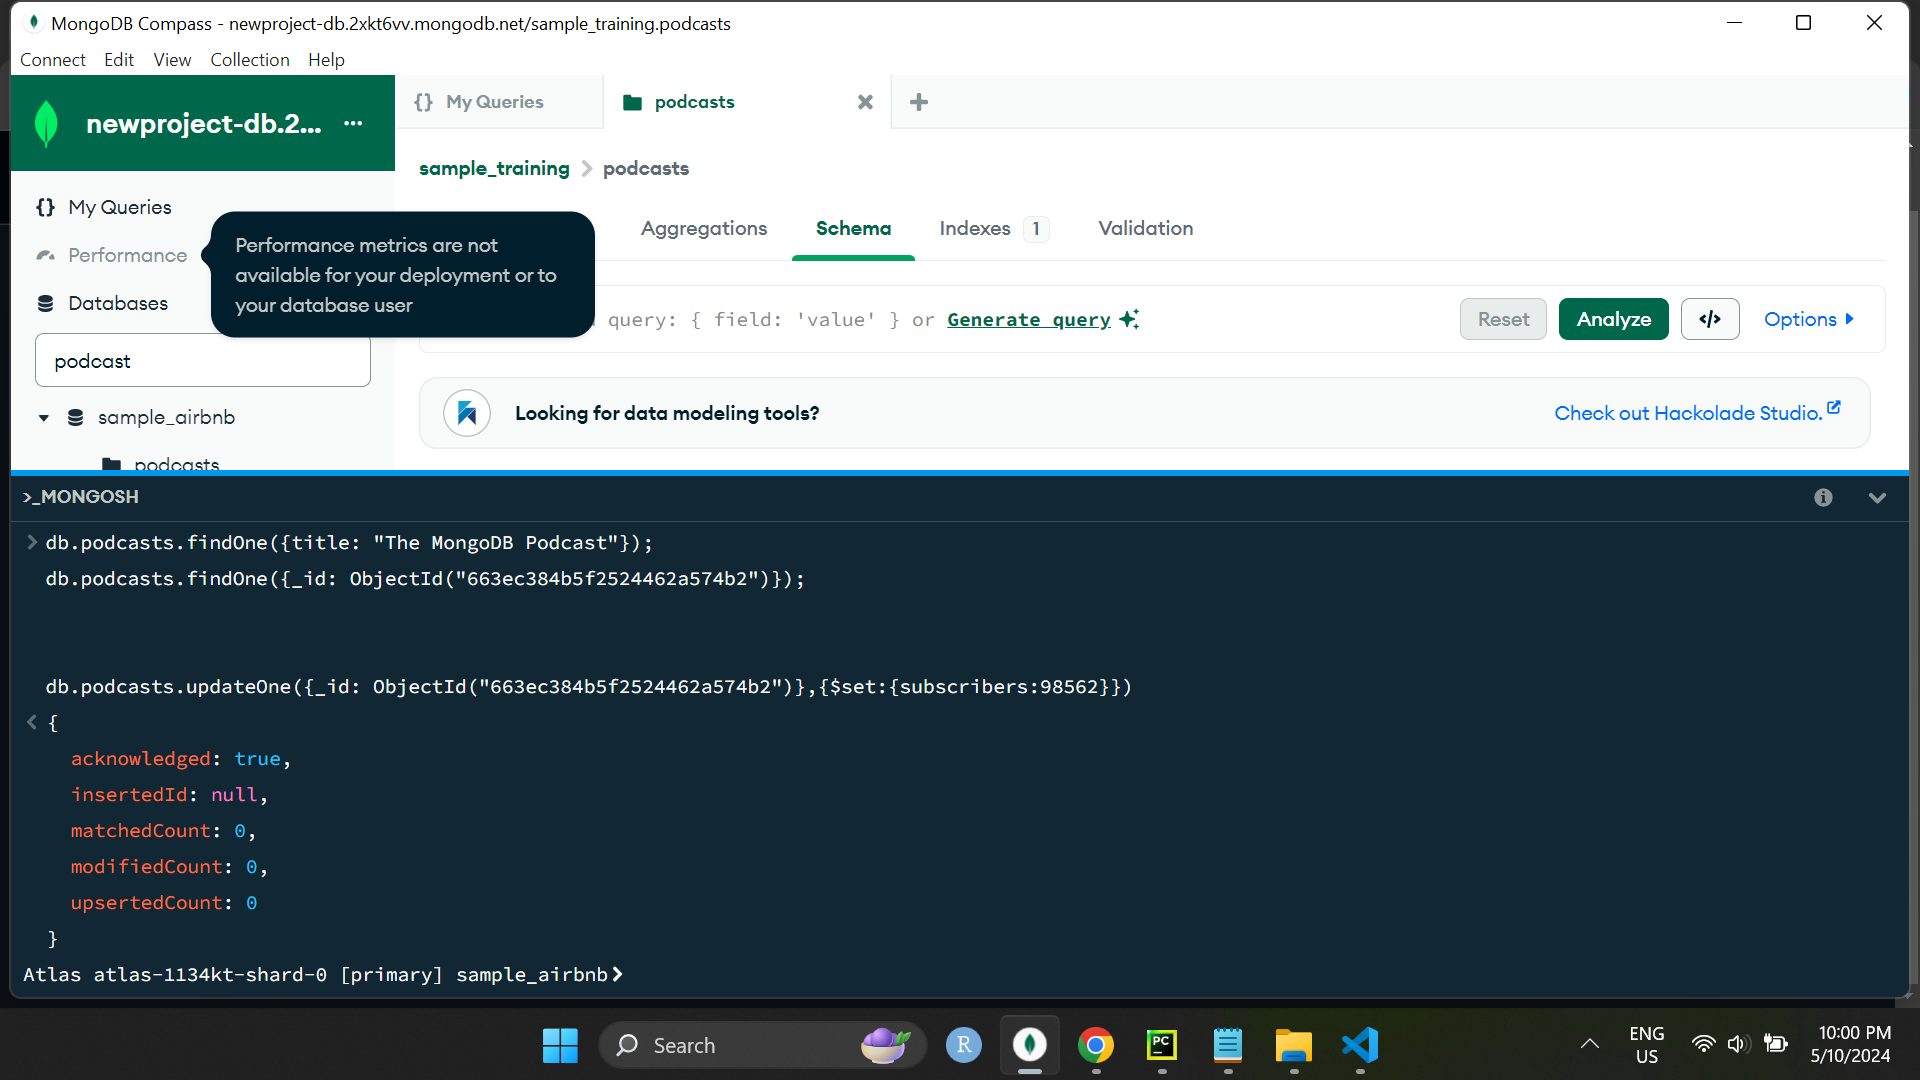 MongoDB Compass - newproject-db.2xkt6vv.mongodb.net/sample_training.podcasts
Connect Edit View Collection Help
newproject-db.2... ...
{} My Queries
podcasts
sample_training > podcasts
{} My Queries
Performance
Databases
Performance metrics are not
available for your deployment or to
your database user
Aggregations Schema Indexes 1 Validation
query: { field: 'value' } or Generate query
Reset Analyze </> Options
podcast
sample_airbnb
podcasts
Looking for data modeling tools? Check out Hackolade Studio.
>_MONGOSH
> db.podcasts.findOne({title: "The MongoDB Podcast"});
db.podcasts.findOne({_id: ObjectId("663ec384b5f2524462a574b2")});
db.podcasts.updateOne({_id: ObjectId("663ec384b5f2524462a574b2")},{$set:{subscribers:98562}})
< {
acknowledged: true,
insertedId: null,
matchedCount: 0,
modifiedCount: 0,
upsertedCount: 0
}
Atlas atlas-1134kt-shard-0 [primary] sample_airbnb>
Search
R
PC
ENG
US
10:00 PM
5/10/2024